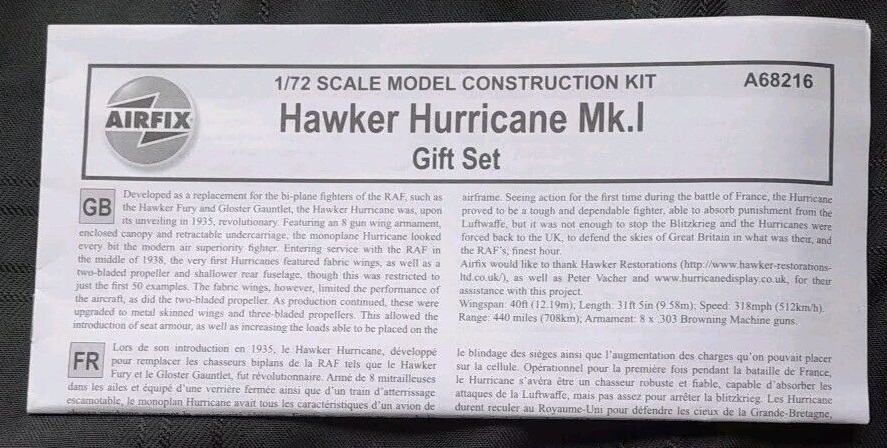 1/72 SCALE MODEL CONSTRUCTION KIT
A68216
AIRFIX
Hawker Hurricane Mk.I
Gift Set
GB
Developed as a replacement for the bi-plane fighters of the RAF, such as
the Hawker Fury and Gloster Gauntlet, the Hawker Hurricane was, upon
its unveiling in 1935, revolutionary. Featuring an 8 gun wing armament,
enclosed canopy and retractable undercarriage, the monoplane Hurricane looked
every bit the modern air superiority fighter. Entering service with the RAF in
the middle of 1938, the very first Hurricanes featured fabric wings, as well as a
two-bladed propeller and shallower rear fuselage, though this was restricted to
just the first 50 examples. The fabric wings, however, limited the performance of
the aircraft, as did the two-bladed propeller. As production continued, these were
upgraded to metal skinned wings and three-bladed propellers. This allowed the
introduction of seat armour, as well as increasing the loads able to be placed on the
airframe. Seeing action for the first time during the battle of France, the Hurricane
proved to be a tough and dependable fighter, able to absorb punishment from the
Luftwaffe, but it was not enough to stop the Blitzkrieg and the Hurricanes were
forced back to the UK, to defend the skies of Great Britain in what was their, and
the RAF's, finest hour.
Airfix would like to thank Hawker Restorations (http://www.hawker-restorations-
ltd.co.uk/), as well as Peter Vacher and www.hurricanedisplay.co.uk, for their
assistance with this project.
Wingspan: 40ft (12.19m); Length: 31ft 5in (9.58m); Speed: 318mph (512km/h).
Range: 440 miles (708km); Armament: 8 x .303 Browning Machine guns.
FR
Lors de son introduction en 1935, le Hawker Hurricane, développé
pour remplacer les chasseurs biplans de la RAF tels que le Hawker
Fury et le Gloster Gauntlet, fut révolutionnaire. Armé de 8 mitrailleuses
dans les ailes et équipé d'une verrière fermée ainsi que d'un train d'atterrissage
escamotable, le monoplan Hurricane avait tous les caractéristiques d'un avion de
le blindage des sièges ainsi que l'augmentation des charges qu'on pouvait placer
sur la cellule. Opérationnel pour la première fois pendant la bataille de France,
le Hurricane s'avéra être un chasseur robuste et fiable, capable d'absorber les
attaques de la Luftwaffe, mais pas assez pour arrêter la blitzkrieg. Les Hurricane
durent reculer au Royaume-Uni pour défendre les cieux de la Grande-Bretagne,